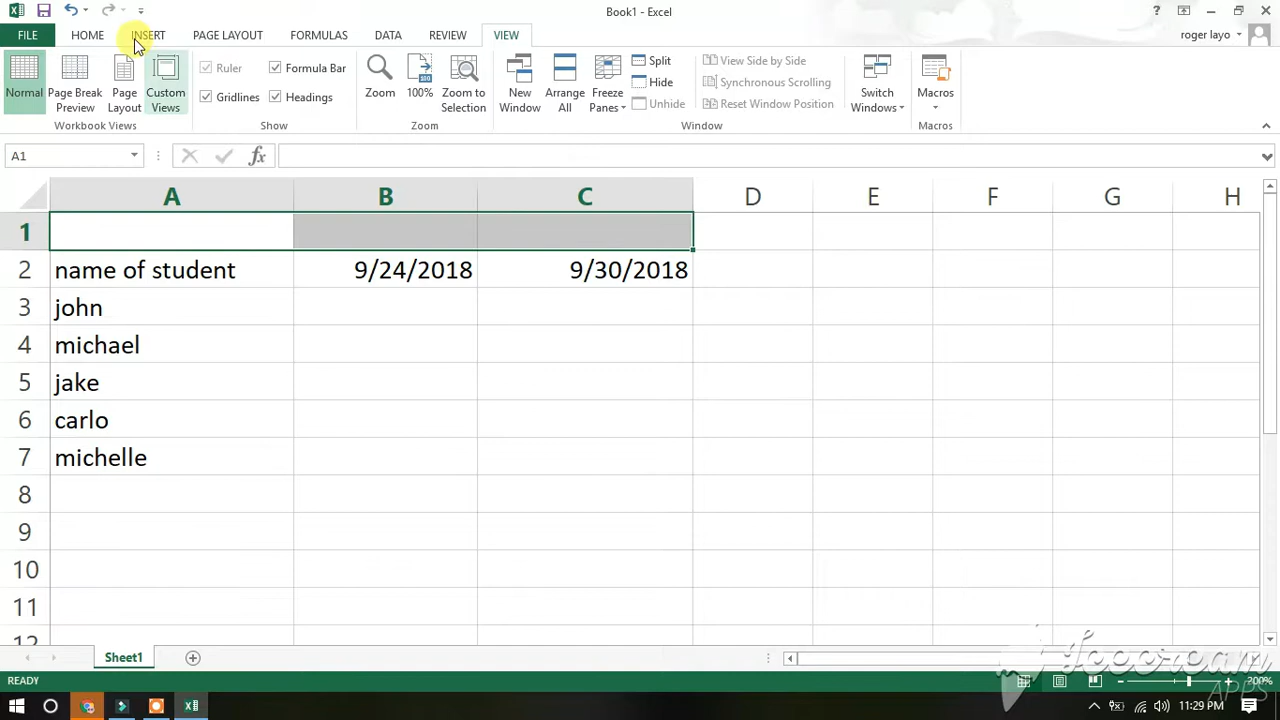 Book1 - Excel
FILE HOME INSERT PAGE LAYOUT FORMULAS DATA REVIEW VIEW roger layo
Normal Page Break Preview Page Layout Custom Views
Workbook Views
Ruler Formula Bar
Gridlines Headings
Show
Zoom 100% Zoom to Selection
Zoom
New Window Arrange All Freeze Panes
Split
Hide
Unhide
View Side by Side
Synchronous Scrolling
Reset Window Position
Switch Windows
Window
Macros
Macros
A1 fx
A B C D E F G H
1
2 name of student 9/24/2018 9/30/2018
3 john
4 michael
5 jake
6 carlo
7 michelle
8
9
10
11
12
Sheet1
READY 200%
APPS
11:29 PM